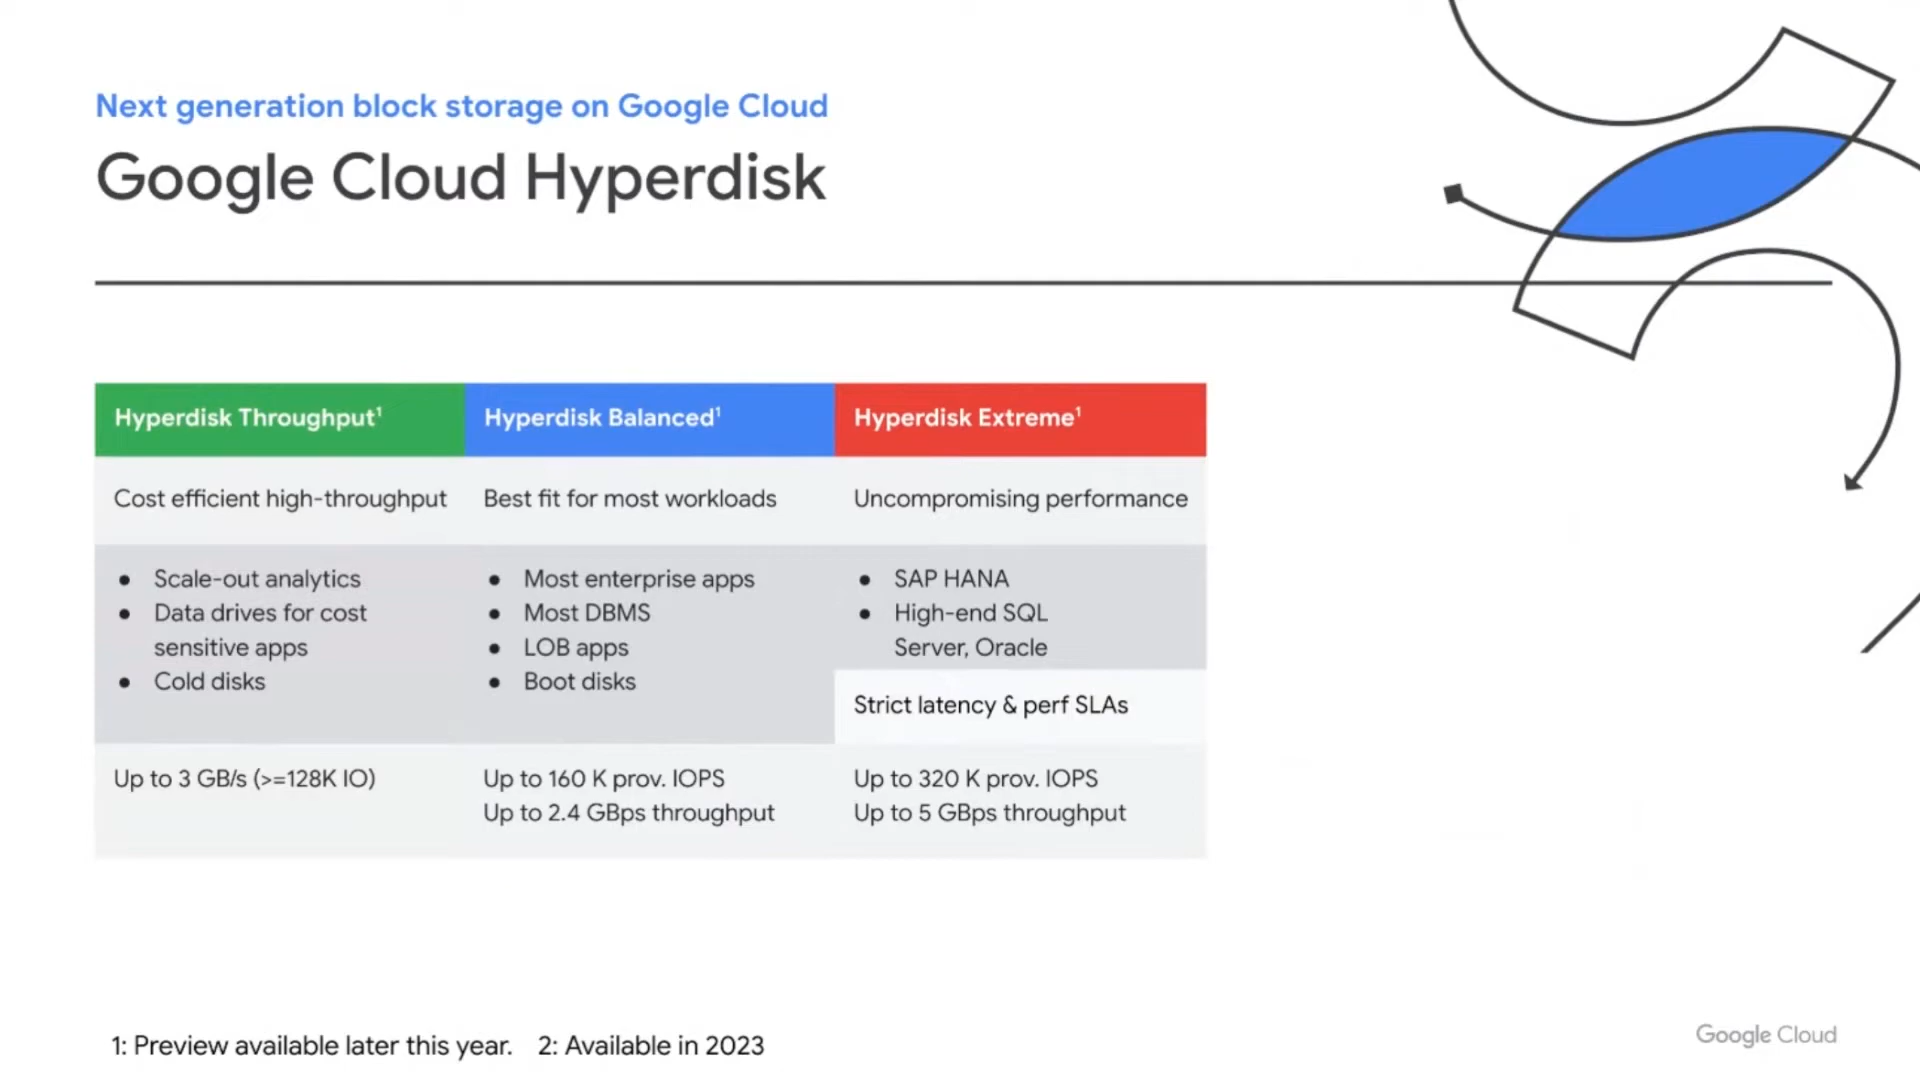 Next generation block storage on Google Cloud
Google Cloud Hyperdisk
Hyperdisk Throughput¹
Hyperdisk Balanced¹
Hyperdisk Extreme¹
Cost efficient high-throughput
Best fit for most workloads
Uncompromising performance
● Scale-out analytics
● Data drives for cost
sensitive apps
● Cold disks
● Most enterprise apps
● Most DBMS
● LOB apps
● Boot disks
● SAP HANA
● High-end SQL
Server, Oracle
Strict latency & perf SLAs
Up to 3 GB/s (>=128K IO)
Up to 160 K prov. IOPS
Up to 2.4 GBps throughput
Up to 320 K prov. IOPS
Up to 5 GBps throughput
1: Preview available later this year. 2: Available in 2023
Google Cloud